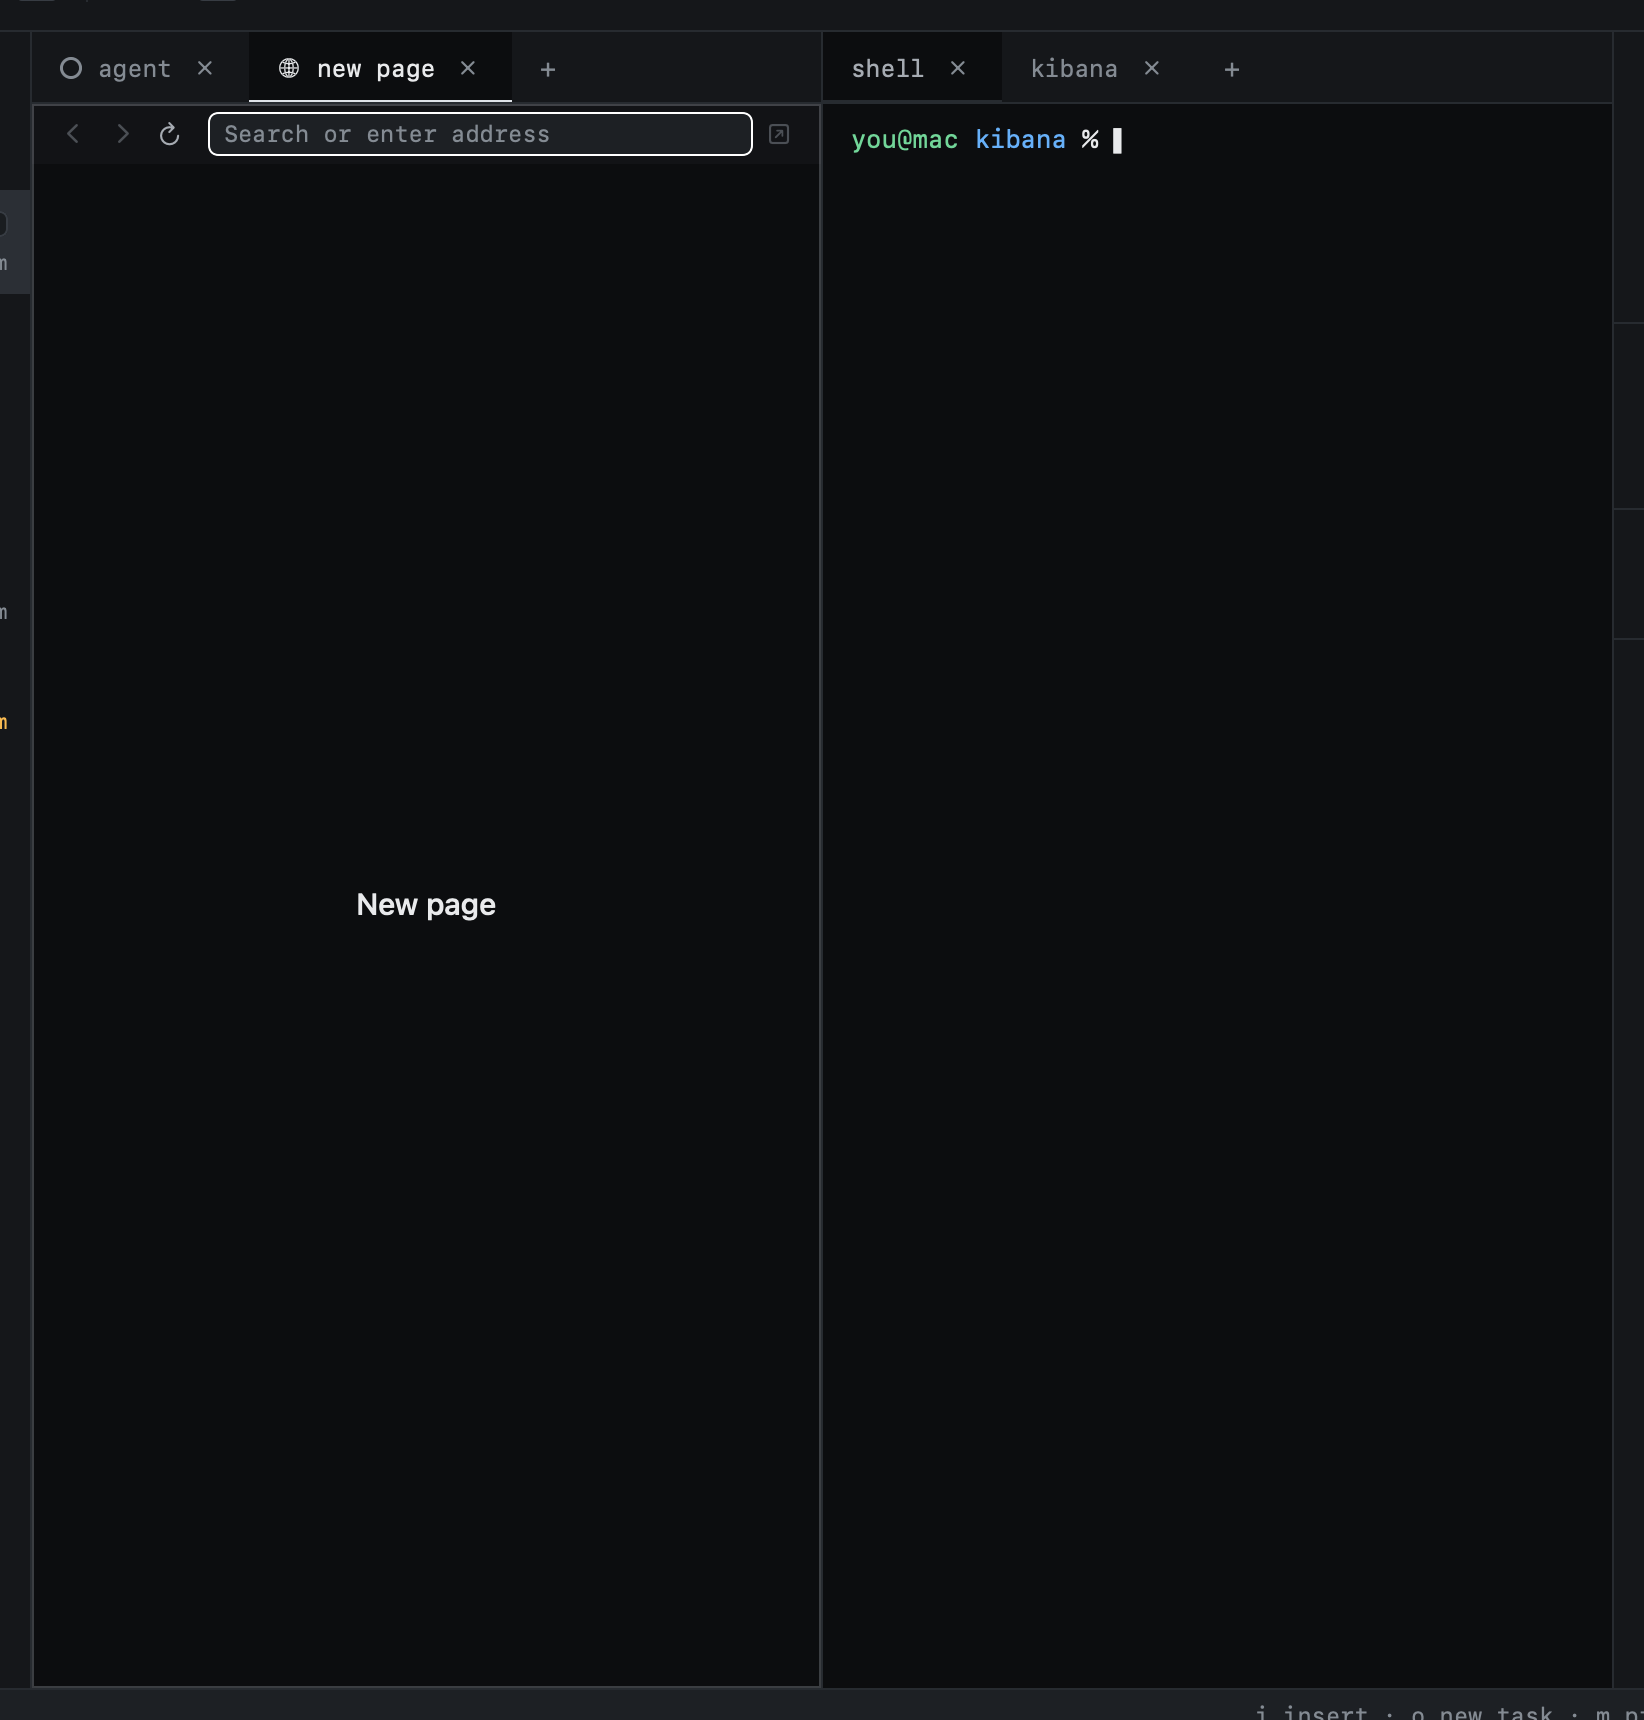 agent × new page × +
shell × kibana × +
Search or enter address
you@mac kibana %
m
m
m
New page
i insert · o new task · m